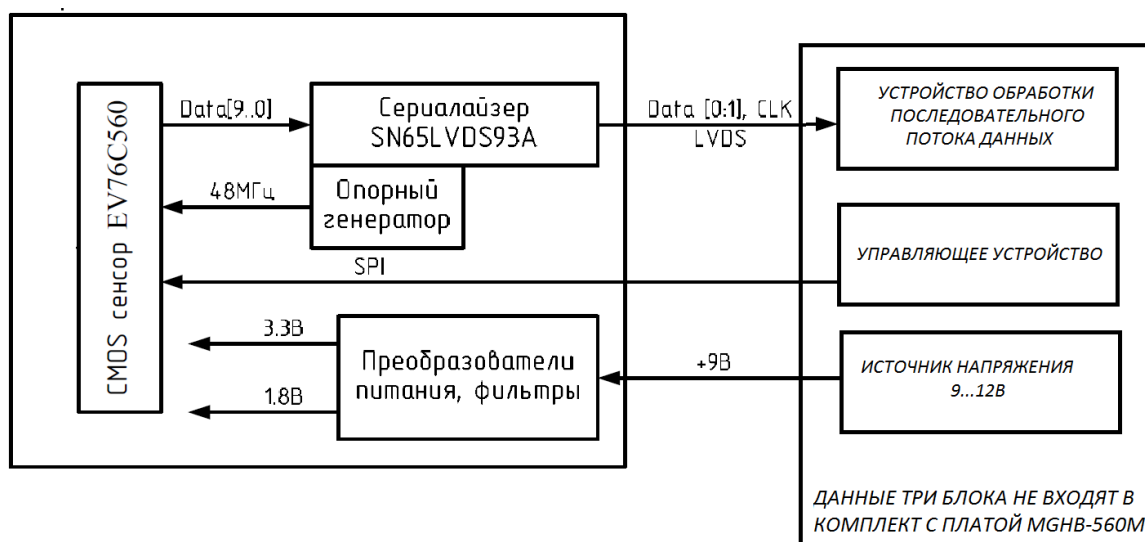 CMOS сенсор EV76C560
Data[9..0]
Сериалайзер
SN65LVDS93A
Data [0:1], CLK
LVDS
УСТРОЙСТВО ОБРАБОТКИ
ПОСЛЕДОВАТЕЛЬНОГО
ПОТОКА ДАННЫХ
48МГц
Опорный
генератор
SPI
УПРАВЛЯЮЩЕЕ УСТРОЙСТВО
3.3В
1.8В
Преобразователи
питания, фильтры
+9В
ИСТОЧНИК НАПРЯЖЕНИЯ
9...12В
ДАННЫЕ ТРИ БЛОКА НЕ ВХОДЯТ В
КОМПЛЕКТ С ПЛАТОЙ MGHB-560M